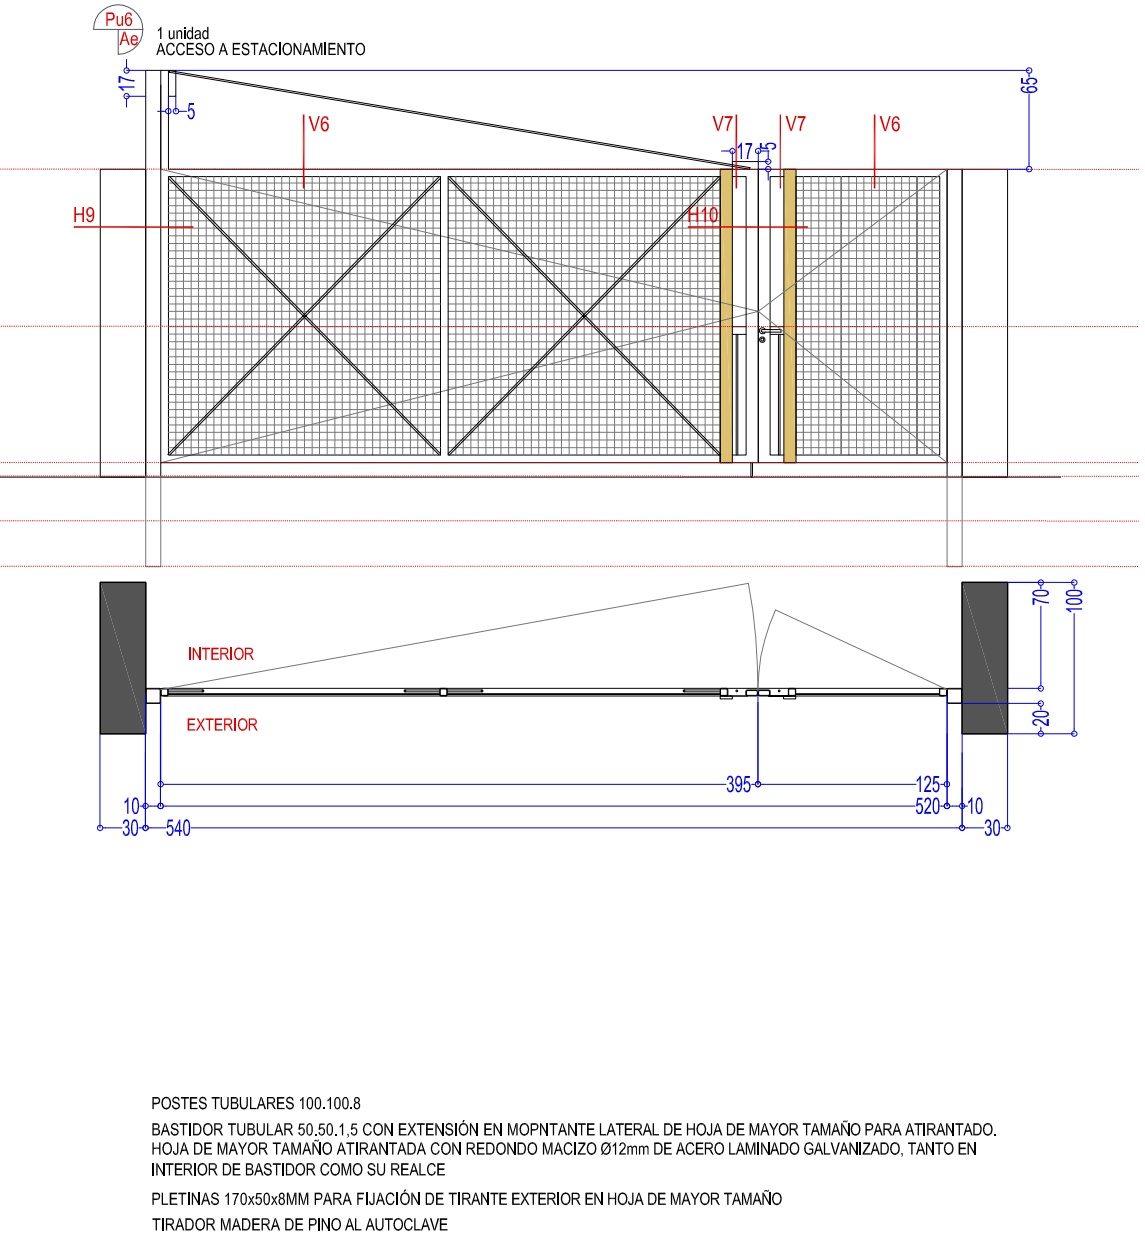 Pu6
Ae
1 unidad
ACCESO A ESTACIONAMIENTO
17
5
65
V6
V7
V7
V6
17
5
H9
H10
INTERIOR
EXTERIOR
70
100
20
395
125
10
520
10
30
540
30
POSTES TUBULARES 100.100.8
BASTIDOR TUBULAR 50.50.1,5 CON EXTENSIÓN EN MOPNTANTE LATERAL DE HOJA DE MAYOR TAMAÑO PARA ATIRANTADO.
HOJA DE MAYOR TAMAÑO ATIRANTADA CON REDONDO MACIZO Ø12mm DE ACERO LAMINADO GALVANIZADO, TANTO EN
INTERIOR DE BASTIDOR COMO SU REALCE
PLETINAS 170x50x8MM PARA FIJACIÓN DE TIRANTE EXTERIOR EN HOJA DE MAYOR TAMAÑO
TIRADOR MADERA DE PINO AL AUTOCLAVE